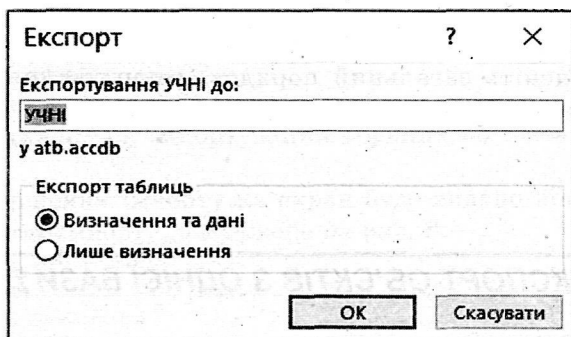 Експорт ? ×
Експортування УЧНІ до:
УЧНІ
у atb.accdb
Експорт таблиць
Визначення та дані
Лише визначення
ОК Скасувати